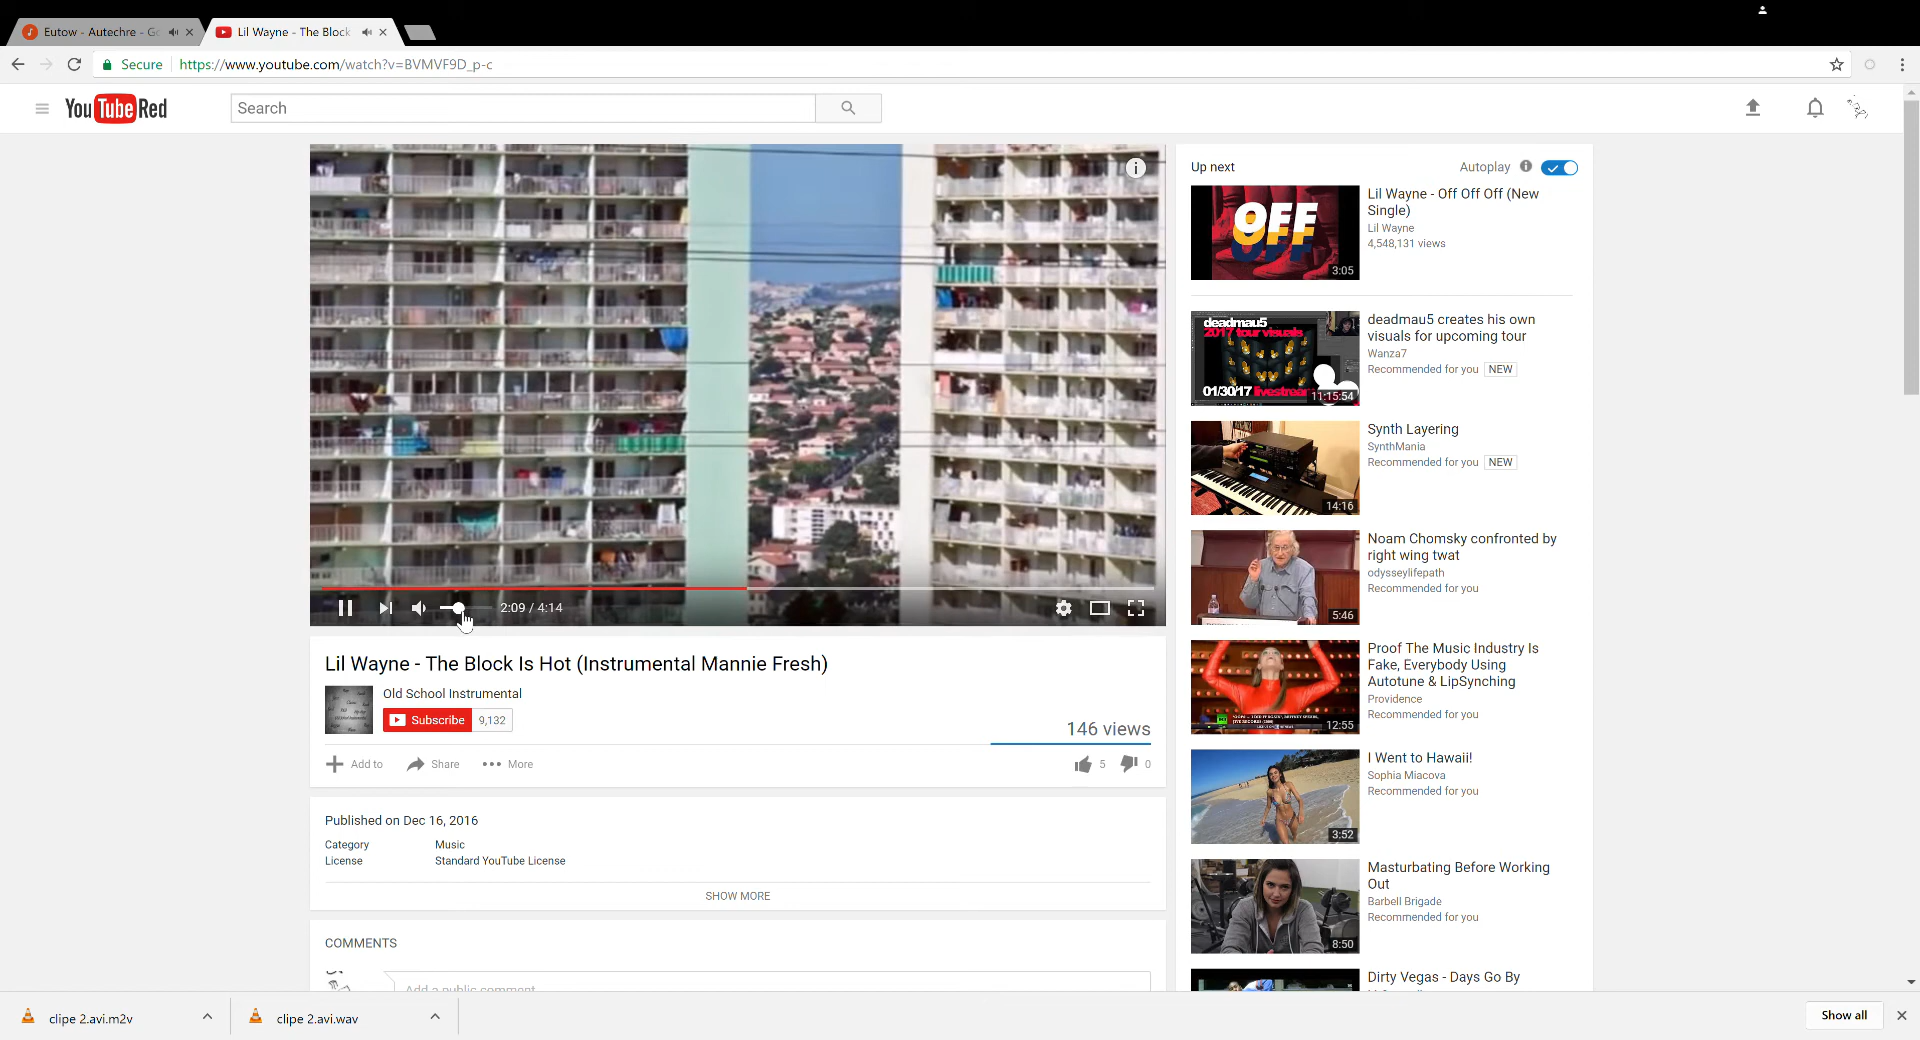 Eutow - Autechre - Go
Lil Wayne - The Block
Secure
https://www.youtube.com/watch?v=BVMVF9D_p-c
YouTube Red
Search
Up next
Autoplay
OFF
3:05
Lil Wayne - Off Off Off (New
Single)
Lil Wayne
4,548,131 views
deadmau5
2017 tour visuals
01/30/17 livestream
11:15:54
deadmau5 creates his own
visuals for upcoming tour
Wanza7
Recommended for you NEW
14:16
Synth Layering
SynthMania
Recommended for you NEW
5:46
Noam Chomsky confronted by
right wing twat
odysseylifepath
Recommended for you
12:55
Proof The Music Industry Is
Fake, Everybody Using
Autotune & LipSynching
Providence
Recommended for you
3:52
I Went to Hawaii!
Sophia Miacova
Recommended for you
8:50
Masturbating Before Working
Out
Barbell Brigade
Recommended for you
Dirty Vegas - Days Go By
2:09 / 4:14
Lil Wayne - The Block Is Hot (Instrumental Mannie Fresh)
Old School Instrumental
Subscribe 9,132
146 views
Add to
Share
More
5
0
Published on Dec 16, 2016
Category Music
License Standard YouTube License
SHOW MORE
COMMENTS
Add a public comment
clipe 2.avi.m2v
clipe 2.avi.wav
Show all